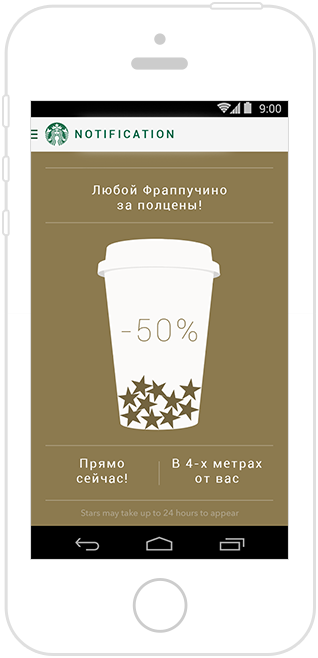 9:00
NOTIFICATION
Любой Фраппучино
за полцены!
-50%
Прямо
сейчас!
В 4-х метрах
от вас
Stars may take up to 24 hours to appear